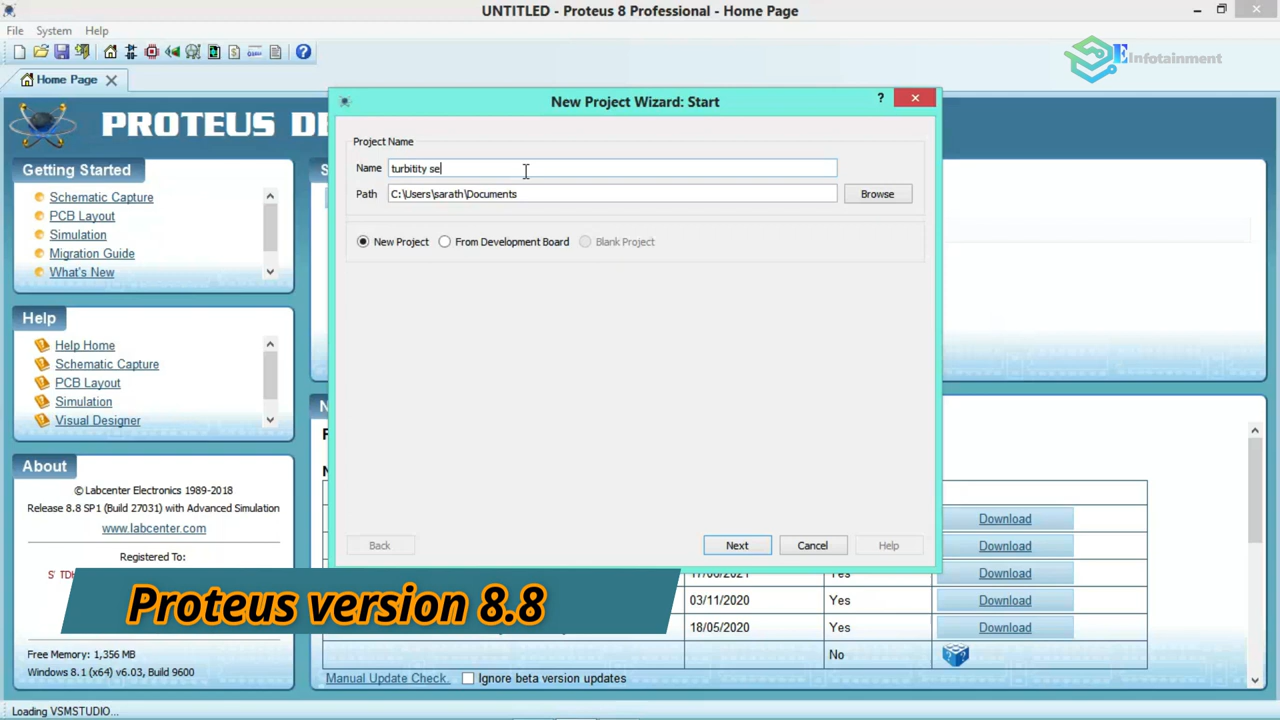 UNTITLED - Proteus 8 Professional - Home Page
File System Help
EInfotainment
Home Page
PROTEUS DE
New Project Wizard: Start
?
Project Name
Name turbitity se
Path C:\Users\sarath\Documents Browse
New Project From Development Board Blank Project
Back Next Cancel Help
Getting Started
Schematic Capture
PCB Layout
Simulation
Migration Guide
What's New
Help
Help Home
Schematic Capture
PCB Layout
Simulation
Visual Designer
About
© Labcenter Electronics 1989-2018
Release 8.8 SP1 (Build 27031) with Advanced Simulation
www.labcenter.com
Registered To:
Free Memory: 1,356 MB
Windows 8.1 (x64) v6.03, Build 9600
Download
Download
Yes Download
03/11/2020 Yes Download
18/05/2020 Yes Download
No
Manual Update Check. Ignore beta version updates
Proteus version 8.8
Loading VSMSTUDIO...